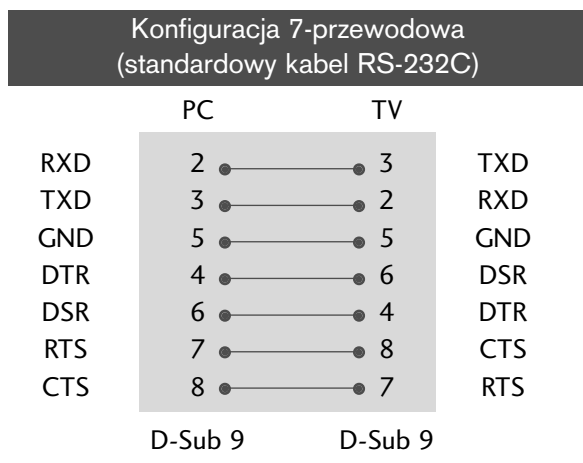 Konfiguracja 7-przewodowa
(standardowy kabel RS-232C)
PC TV
RXD 2 3 TXD
TXD 3 2 RXD
GND 5 5 GND
DTR 4 6 DSR
DSR 6 4 DTR
RTS 7 8 CTS
CTS 8 7 RTS
D-Sub 9 D-Sub 9